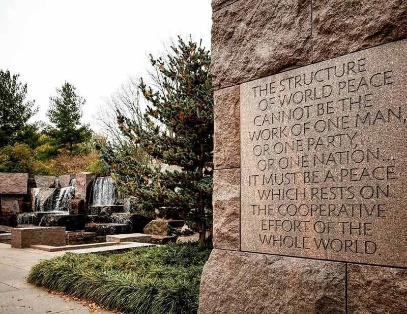 THE STRUCTURE
OF WORLD PEACE
CANNOT BE THE
WORK OF ONE MAN,
OR ONE PARTY,
OR ONE NATION...
IT MUST BE A PEACE
WHICH RESTS ON
THE COOPERATIVE
EFFORT OF THE
WHOLE WORLD